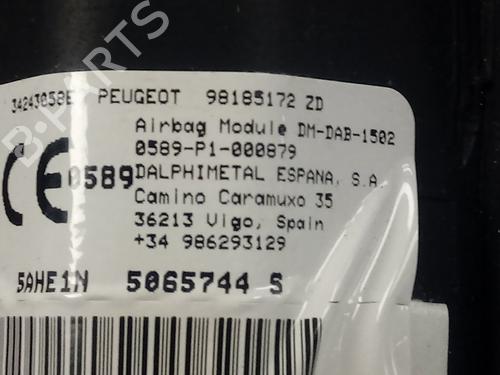 B-PARTS
34243058E PEUGEOT 98185172 ZD
Airbag Module DM-DAB-1502
0589-P1-000879
CE 0589 DALPHIMETAL ESPANA, S.A.
Camino Caramuxo 35
36213 Vigo, Spain
+34 986293129
5AHE1N 5065744 S